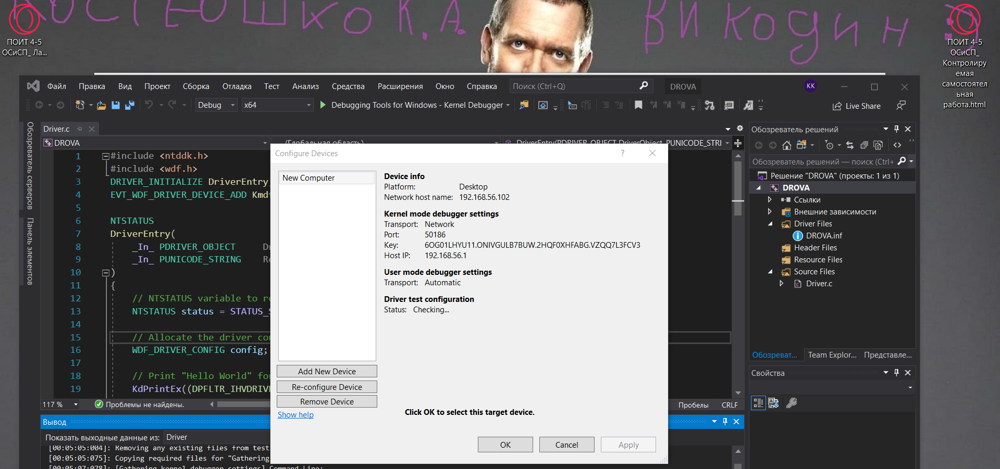 КОСТЮШКО К.А. ВИКОДИН
ПОИТ 4-5
ОСиСП_ Ла...
ПОИТ 4-5
ОСиСП_
Контролиру
емая
самостоятел
ьная
работа.html
Файл Правка Вид Проект Сборка Отладка Тест Анализ Средства Расширения Окно Справка Поиск (Ctrl+Q) DROVA KK
Debug x64 Debugging Tools for Windows - Kernel Debugger Live Share
Обозреватель серверов
Панель элементов
Driver.c
DROVA (Глобальная область) DriverEntry(PDRIVER_OBJECT DriverObject, PUNICODE_STRI
1 #include <ntddk.h>
2 #include <wdf.h>
3 DRIVER_INITIALIZE DriverEntry;
4 EVT_WDF_DRIVER_DEVICE_ADD Kmd
5
6 NTSTATUS
7 DriverEntry(
8 _In_ PDRIVER_OBJECT D
9 _In_ PUNICODE_STRING Re
10 )
11 {
12 // NTSTATUS variable to re
13 NTSTATUS status = STATUS_S
14
15 // Allocate the driver co
16 WDF_DRIVER_CONFIG config;
17
18 // Print "Hello World" fo
19 KdPrintEx((DPFLTR_IHVDRIV
117 % Проблемы не найдены. Пробелы CRLF
Вывод
Показать выходные данные из: Driver
[00:05:05:004]: Removing any existing files from test
[00:05:05:075]: Copying required files for "Gathering
[00:05:07:078]: [Gathering kernel debugger settings] Command Line:
Configure Devices ?
New Computer
Add New Device
Re-configure Device
Remove Device
Show help
Device info
Platform: Desktop
Network host name: 192.168.56.102
Kernel mode debugger settings
Transport: Network
Port: 50186
Key: 6OG01LHYU11.ONIVGULB7BUW.2HQF0XHFABG.VZQQ7L3FCV3
Host IP: 192.168.56.1
User mode debugger settings
Transport: Automatic
Driver test configuration
Status: Checking...
Click OK to select this target device.
OK Cancel Apply
Обозреватель решений
Обозреватель решений — поиск (Ctrl+
Решение "DROVA" (проекты: 1 из 1)
DROVA
Ссылки
Внешние зависимости
Driver Files
DROVA.inf
Header Files
Resource Files
Source Files
Driver.c
Обозреват... Team Explor... Представле...
Свойства